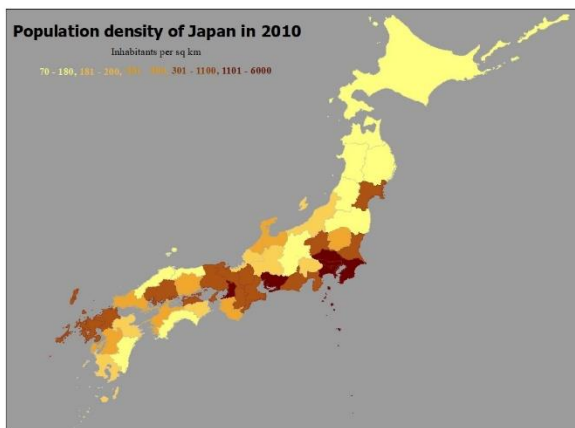 Population density of Japan in 2010
Inhabitants per sq km
70 - 180, 181 - 200, 301 - 1100, 1101 - 6000